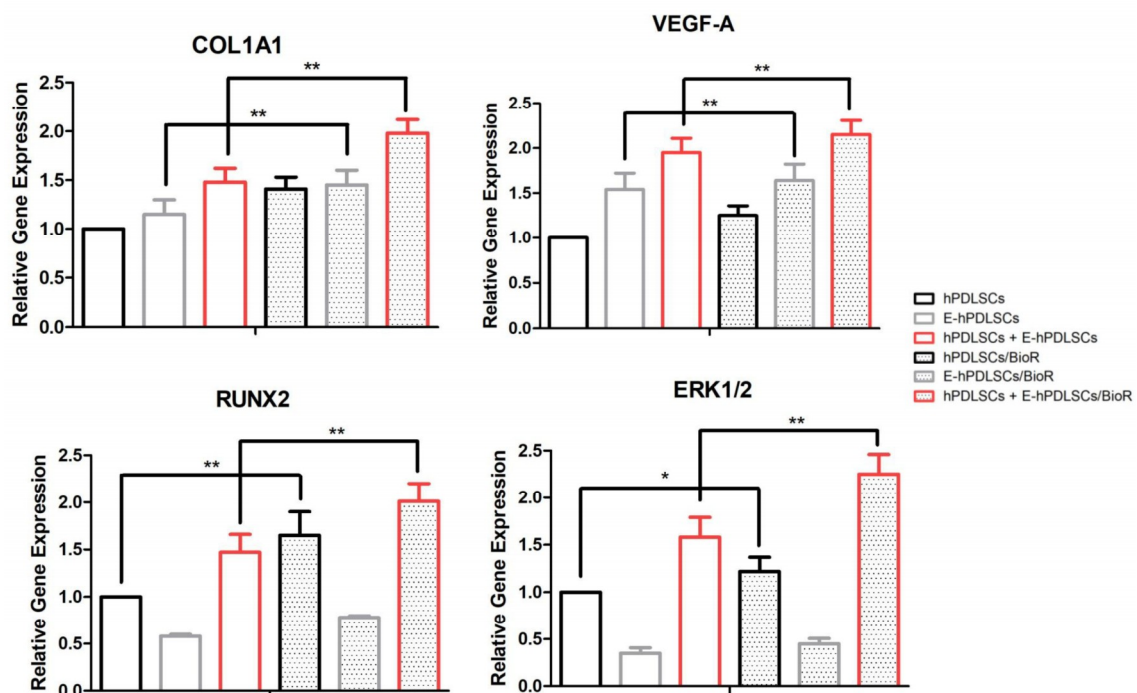 COL1A1
Relative Gene Expression
2.5
2.0
1.5
1.0
0.5
0.0
**
**
VEGF-A
Relative Gene Expression
2.5
2.0
1.5
1.0
0.5
0.0
**
**
hPDLSCs
E-hPDLSCs
hPDLSCs + E-hPDLSCs
hPDLSCs/BioR
E-hPDLSCs/BioR
hPDLSCs + E-hPDLSCs/BioR
RUNX2
Relative Gene Expression
2.5
2.0
1.5
1.0
0.5
0.0
**
**
ERK1/2
Relative Gene Expression
2.5
2.0
1.5
1.0
0.5
0.0
*
**